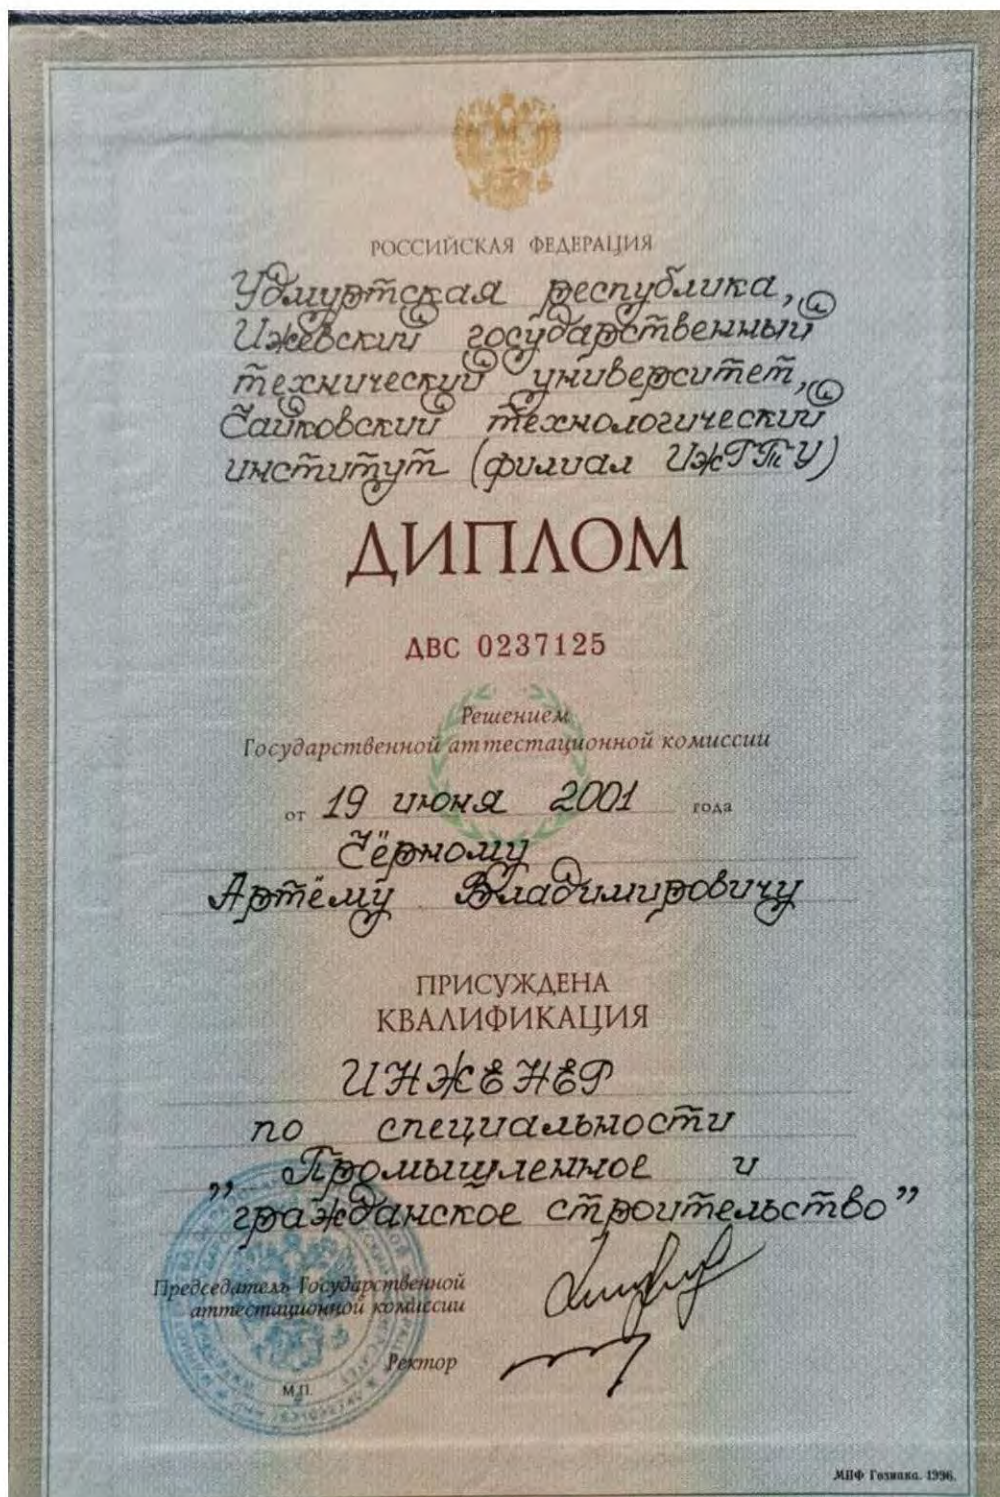 РОССИЙСКАЯ ФЕДЕРАЦИЯ
Удмуртская республика,
Ижевский государственный
технический университет,
Чайковский технологический
институт (филиал ИжГТУ)
ДИПЛОМ
ДВС 0237125
Решением
Государственной аттестационной комиссии
от 19 июня 2001 года
Чёрному
Артёму Владимировичу
ПРИСУЖДЕНА
КВАЛИФИКАЦИЯ
ИНЖЕНЕР
по специальности
„Промышленное и
гражданское строительство”
Председатель Государственной
аттестационной комиссии
Ректор
М.П.
МПФ Гознака. 1996.